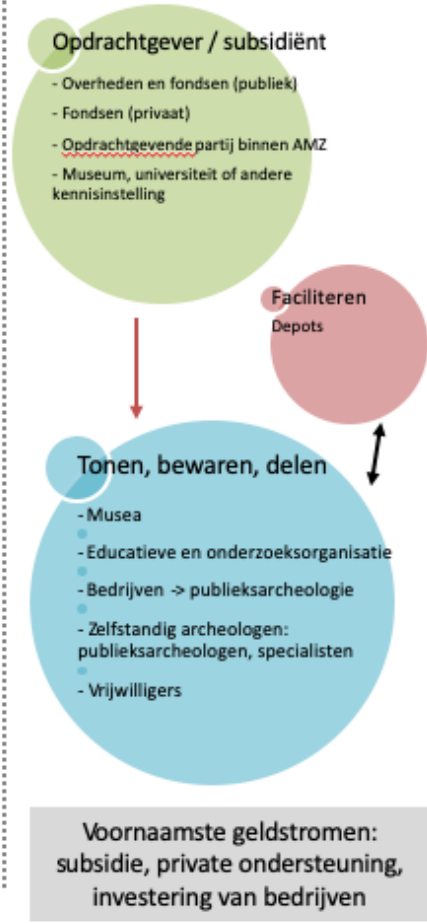 Opdrachtgever / subsidiënt
- Overheden en fondsen (publiek)
- Fondsen (privaat)
- Opdrachtgevende partij binnen AMZ
- Museum, universiteit of andere
kennisinstelling
Faciliteren
Depots
Tonen, bewaren, delen
- Musea
- Educatieve en onderzoeksorganisatie
- Bedrijven -> publieksarcheologie
- Zelfstandig archeologen:
publieksarcheologen, specialisten
- Vrijwilligers
Voornaamste geldstromen:
subsidie, private ondersteuning,
investering van bedrijven